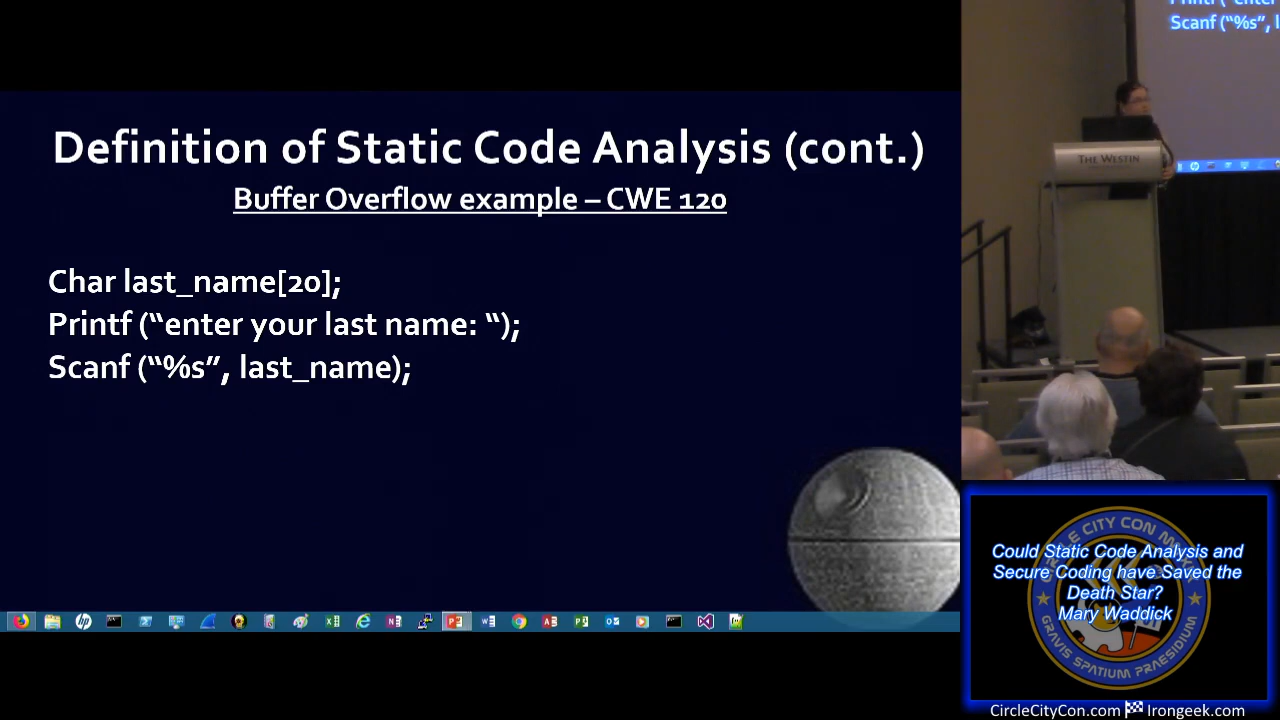 Definition of Static Code Analysis (cont.)
Buffer Overflow example – CWE 120
Char last_name[20];
Printf (“enter your last name: “);
Scanf (“%s”, last_name);
Scanf (“%s”, l
THE WESTIN
Could Static Code Analysis and
Secure Coding have Saved the
Death Star?
Mary Waddick
GRAVIS SPATIUM PRAESIDIUM
CircleCityCon.com Irongeek.com